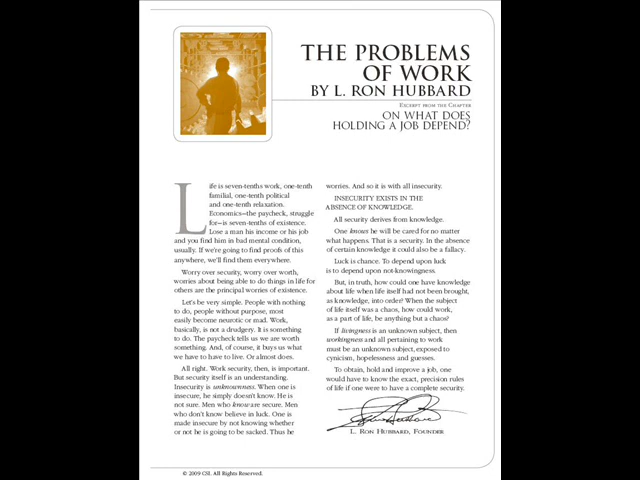 THE PROBLEMS
OF WORK
BY L. RON HUBBARD
EXCERPT FROM THE CHAPTER
ON WHAT DOES
HOLDING A JOB DEPEND?
Life is seven-tenths work, one-tenth
familial, one-tenth political
and one-tenth relaxation.
Economics—the paycheck, struggle
for—is seven-tenths of existence.
Lose a man his income or his job
and you find him in bad mental condition,
usually. If we're going to find proofs of this
anywhere, we'll find them everywhere.
Worry over security, worry over worth,
worries about being able to do things in life for
others are the principal worries of existence.
Let's be very simple. People with nothing
to do, people without purpose, most
easily become neurotic or mad. Work,
basically, is not a drudgery. It is something
to do. The paycheck tells us we are worth
something. And, of course, it buys us what
we have to have to live. Or almost does.
All right. Work security, then, is important.
But security itself is an understanding.
Insecurity is unknownness. When one is
insecure, he simply doesn't know. He is
not sure. Men who know are secure. Men
who don't know believe in luck. One is
made insecure by not knowing whether
or not he is going to be sacked. Thus he
worries. And so it is with all insecurity.
INSECURITY EXISTS IN THE
ABSENCE OF KNOWLEDGE.
All security derives from knowledge.
One knows he will be cared for no matter
what happens. That is a security. In the absence
of certain knowledge it could also be a fallacy.
Luck is chance. To depend upon luck
is to depend upon not-knowingness.
But, in truth, how could one have knowledge
about life when life itself had not been brought,
as knowledge, into order? When the subject
of life itself was a chaos, how could work,
as a part of life, be anything but a chaos?
If livingness is an unknown subject, then
workingness and all pertaining to work
must be an unknown subject, exposed to
cynicism, hopelessness and guesses.
To obtain, hold and improve a job, one
would have to know the exact, precision rules
of life if one were to have a complete security.
L. RON HUBBARD, FOUNDER
© 2009 CSI. All Rights Reserved.